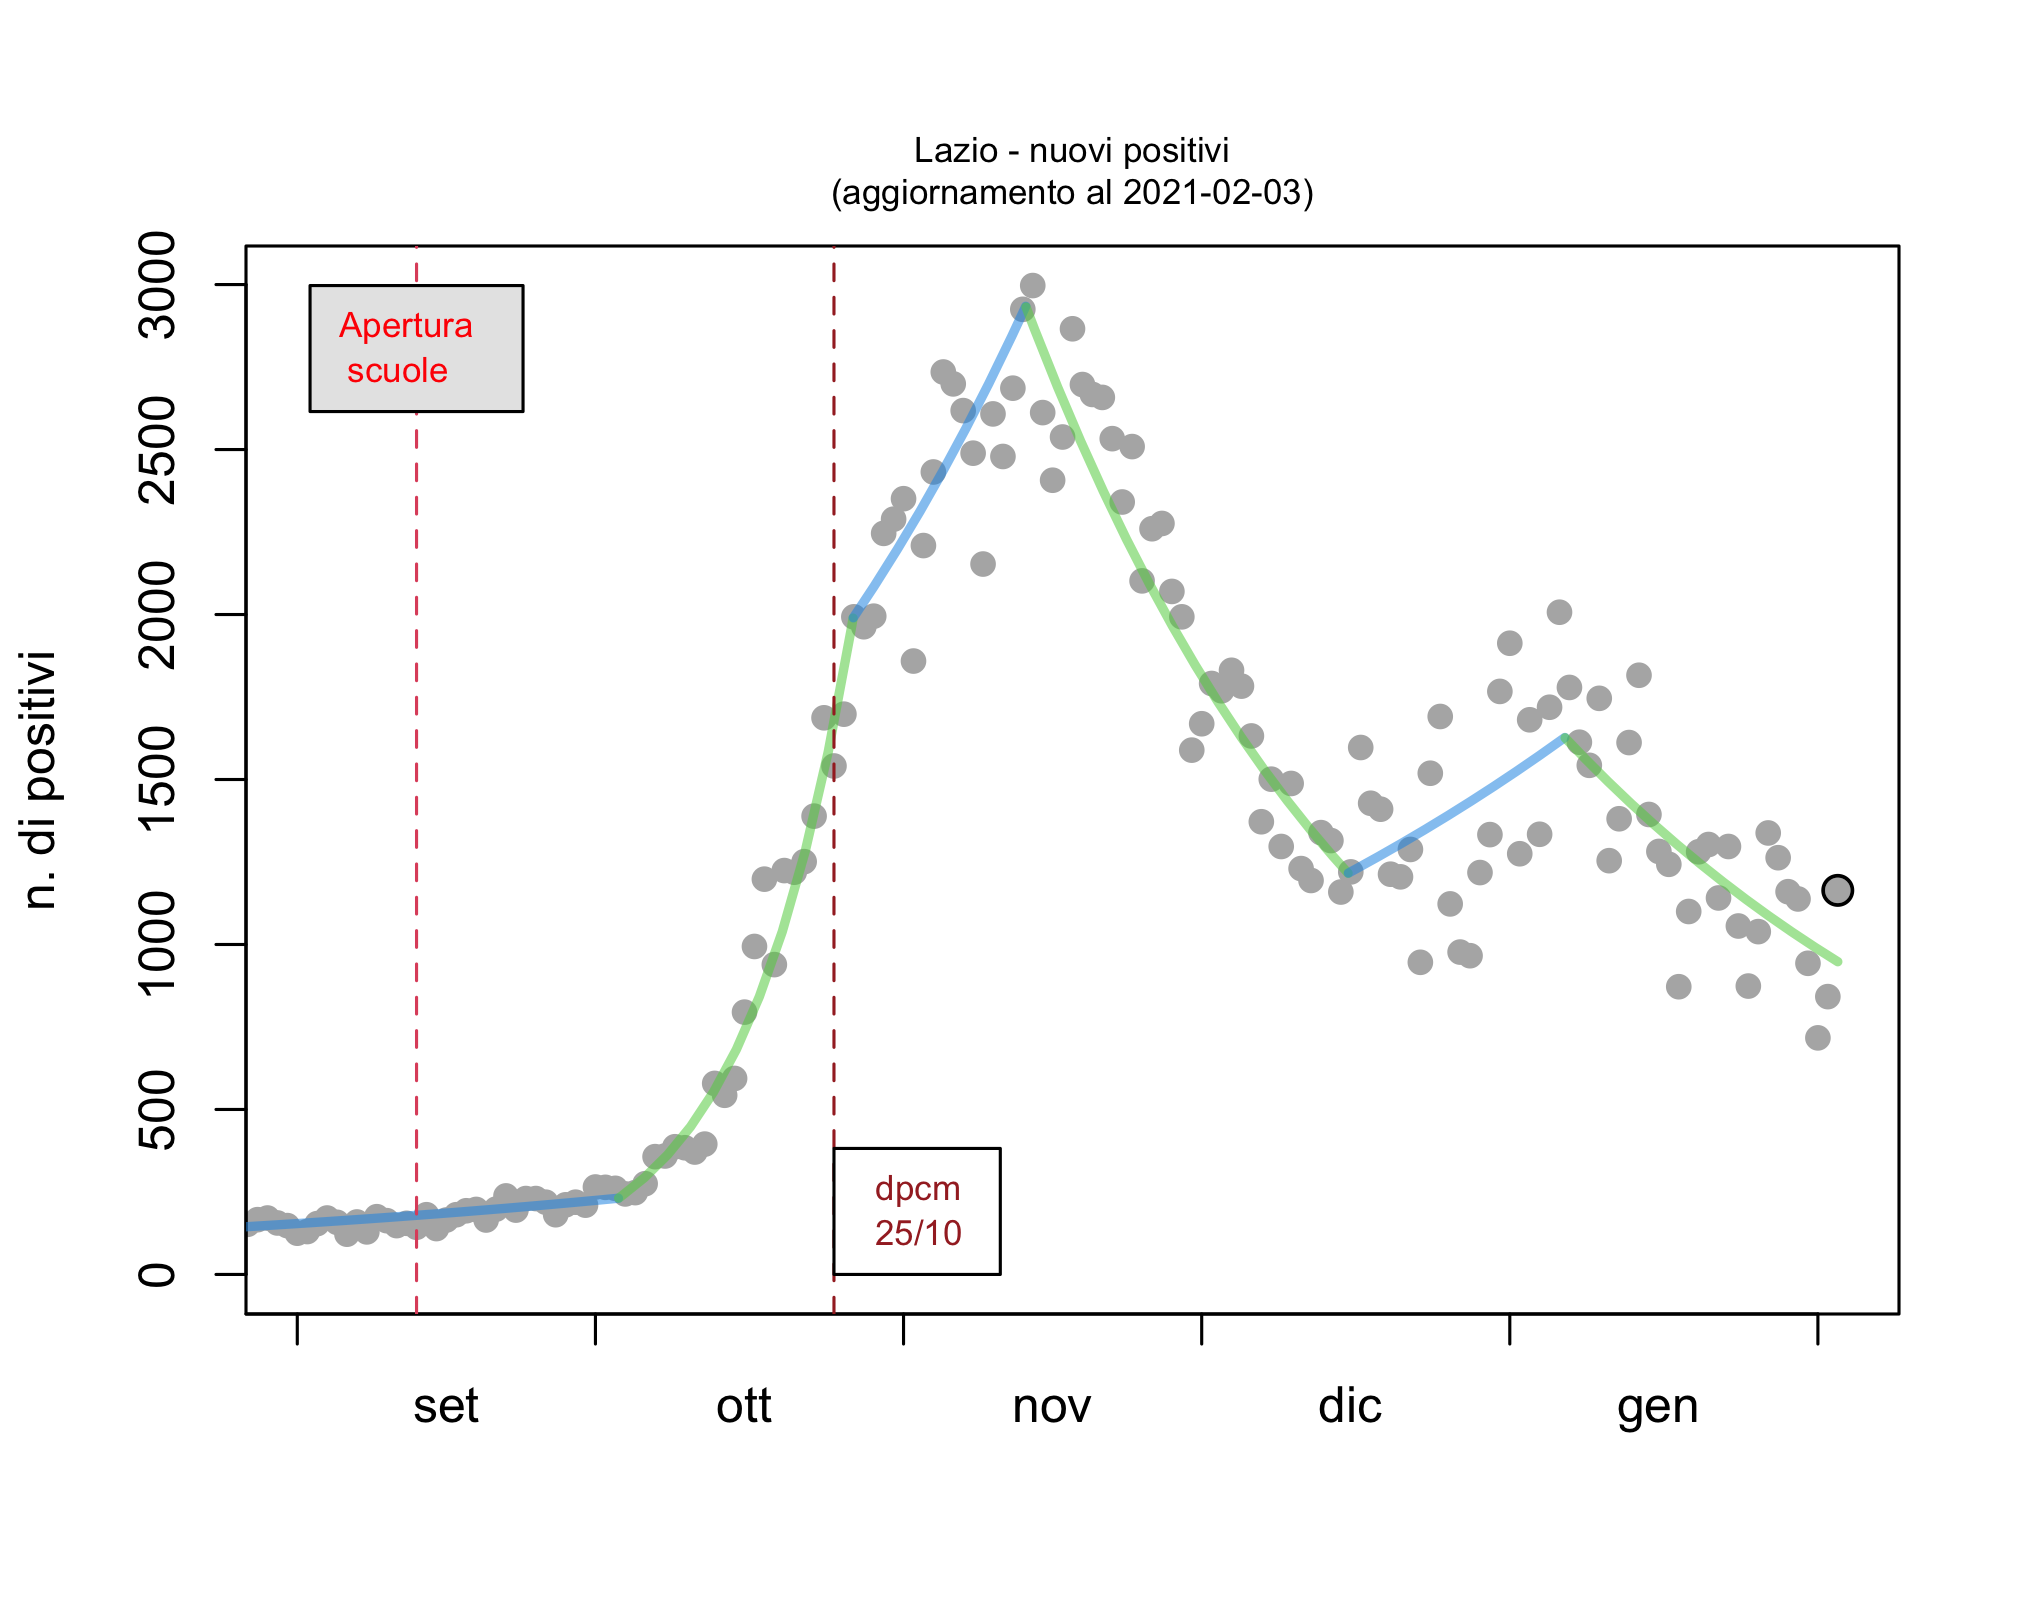 Lazio - nuovi positivi
(aggiornamento al 2021-02-03)
n. di positivi
3000
2500
2000
1500
1000
500
0
Apertura
scuole
dpcm
25/10
set ott nov dic gen